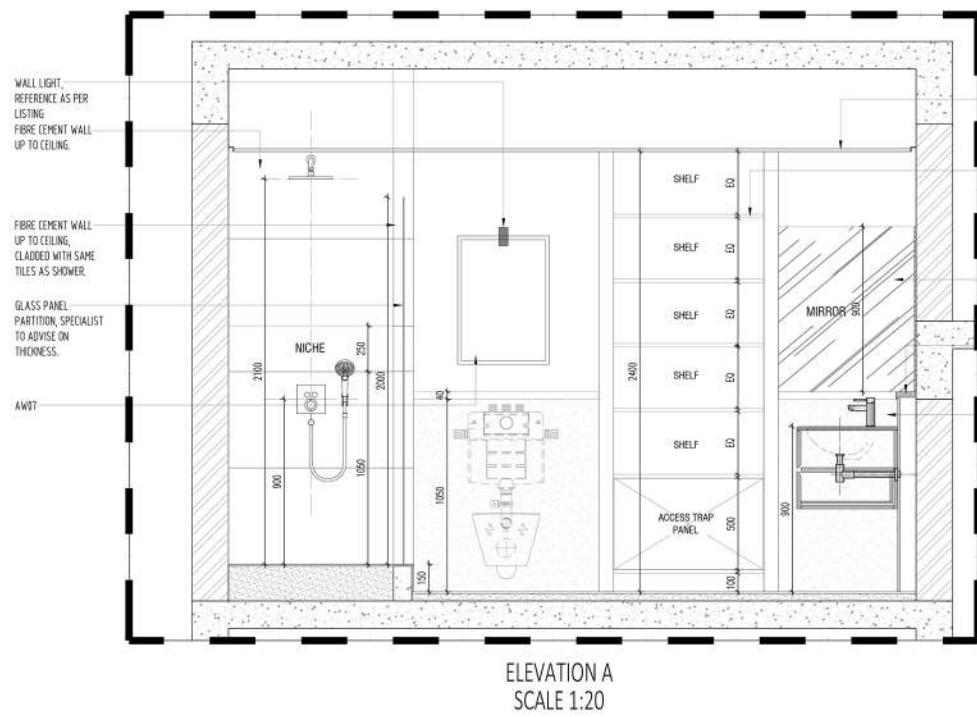 WALL LIGHT,
REFERENCE AS PER
LISTING
FIBRE CEMENT WALL
UP TO CEILING.
FIBRE CEMENT WALL
UP TO CEILING,
CLADDED WITH SAME
TILES AS SHOWER.
GLASS PANEL
PARTITION, SPECIALIST
TO ADVISE ON
THICKNESS.
AW07
NICHE
2100
900
250
1050
2000
150
40
1050
2400
SHELF EQ
SHELF EQ
SHELF EQ
SHELF EQ
SHELF EQ
ACCESS TRAP
PANEL
500
100
MIRROR
900
900
ELEVATION A
SCALE 1:20